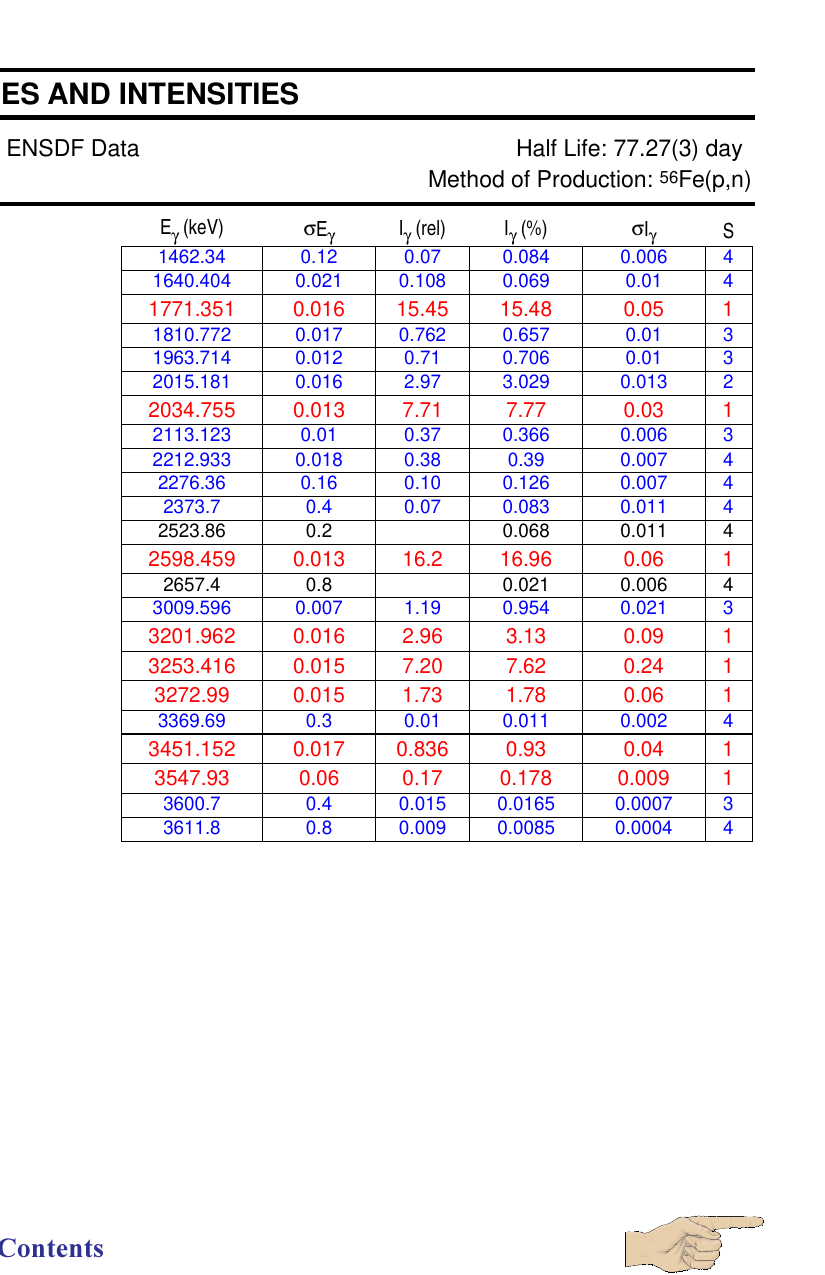 ES AND INTENSITIES
ENSDF Data Half Life: 77.27(3) day
Method of Production: 56Fe(p,n)
Eγ (keV) σEγ Iγ (rel) Iγ (%) σIγ S
1462.34 0.12 0.07 0.084 0.006 4
1640.404 0.021 0.108 0.069 0.01 4
1771.351 0.016 15.45 15.48 0.05 1
1810.772 0.017 0.762 0.657 0.01 3
1963.714 0.012 0.71 0.706 0.01 3
2015.181 0.016 2.97 3.029 0.013 2
2034.755 0.013 7.71 7.77 0.03 1
2113.123 0.01 0.37 0.366 0.006 3
2212.933 0.018 0.38 0.39 0.007 4
2276.36 0.16 0.10 0.126 0.007 4
2373.7 0.4 0.07 0.083 0.011 4
2523.86 0.2 0.068 0.011 4
2598.459 0.013 16.2 16.96 0.06 1
2657.4 0.8 0.021 0.006 4
3009.596 0.007 1.19 0.954 0.021 3
3201.962 0.016 2.96 3.13 0.09 1
3253.416 0.015 7.20 7.62 0.24 1
3272.99 0.015 1.73 1.78 0.06 1
3369.69 0.3 0.01 0.011 0.002 4
3451.152 0.017 0.836 0.93 0.04 1
3547.93 0.06 0.17 0.178 0.009 1
3600.7 0.4 0.015 0.0165 0.0007 3
3611.8 0.8 0.009 0.0085 0.0004 4
Contents